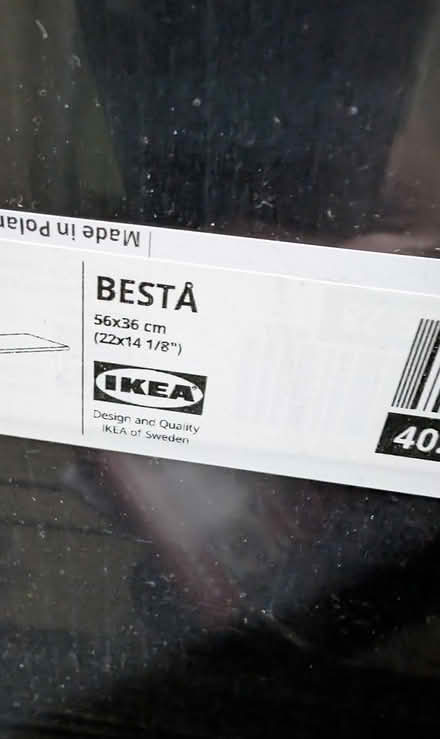 Made in Polan
BESTÅ
56x36 cm
(22x14 1/8")
IKEA
Design and Quality
IKEA of Sweden
40